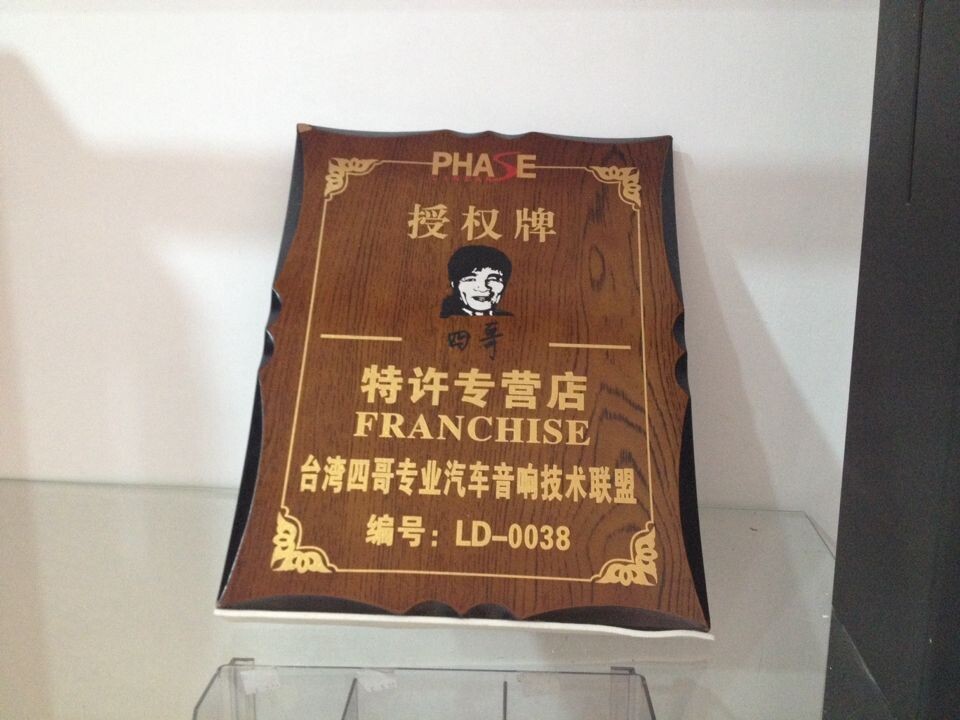 PHASE
授权牌
四哥
特许专营店
FRANCHISE
台湾四哥专业汽车音响技术联盟
编号：LD-0038